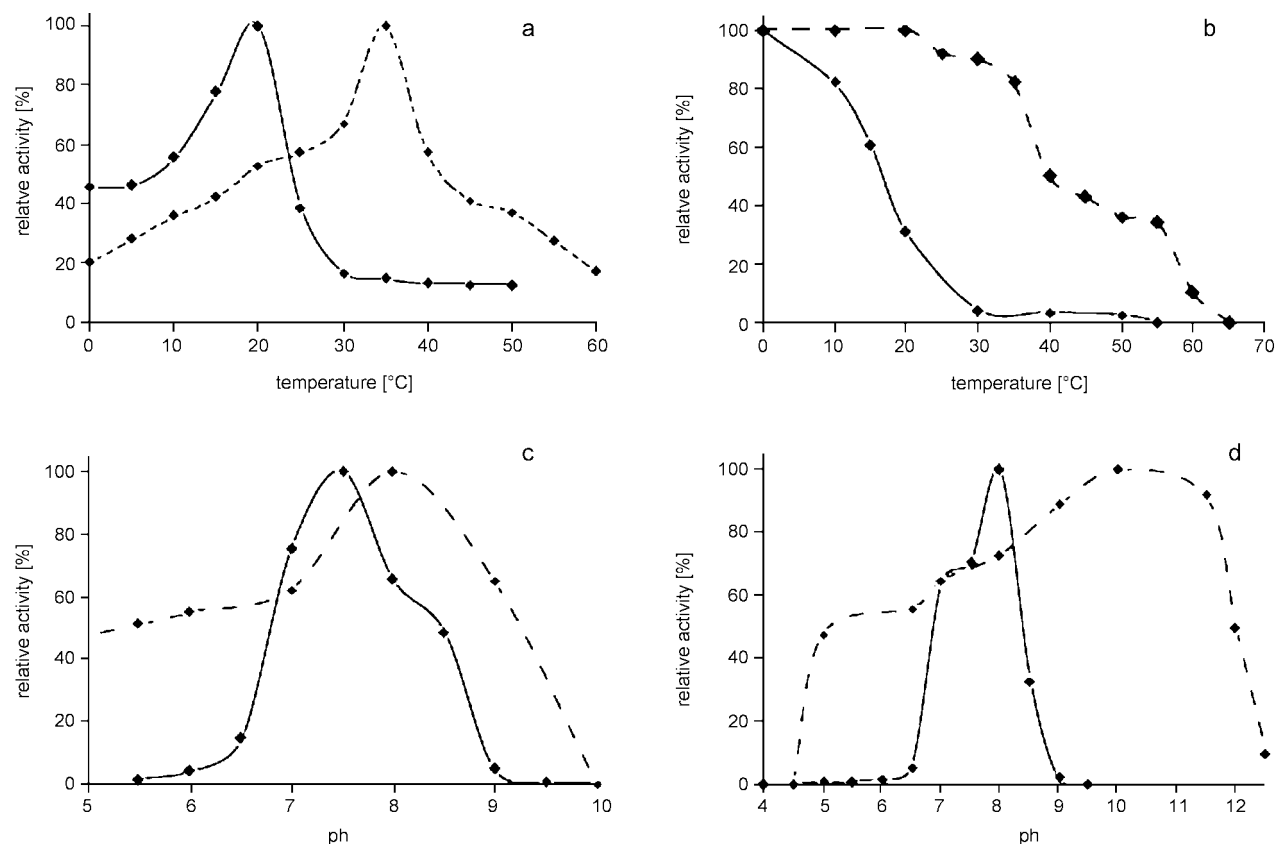 a
100
80
60
40
20
0
relatve activity [%]
0 10 20 30 40 50 60
temperature [°C]
b
100
80
60
40
20
0
relative activity [%]
0 10 20 30 40 50 60 70
temperature [°C]
c
100
80
60
40
20
0
relative activity [%]
5 6 7 8 9 10
ph
d
100
80
60
40
20
0
relative activity [%]
4 5 6 7 8 9 10 11 12
ph